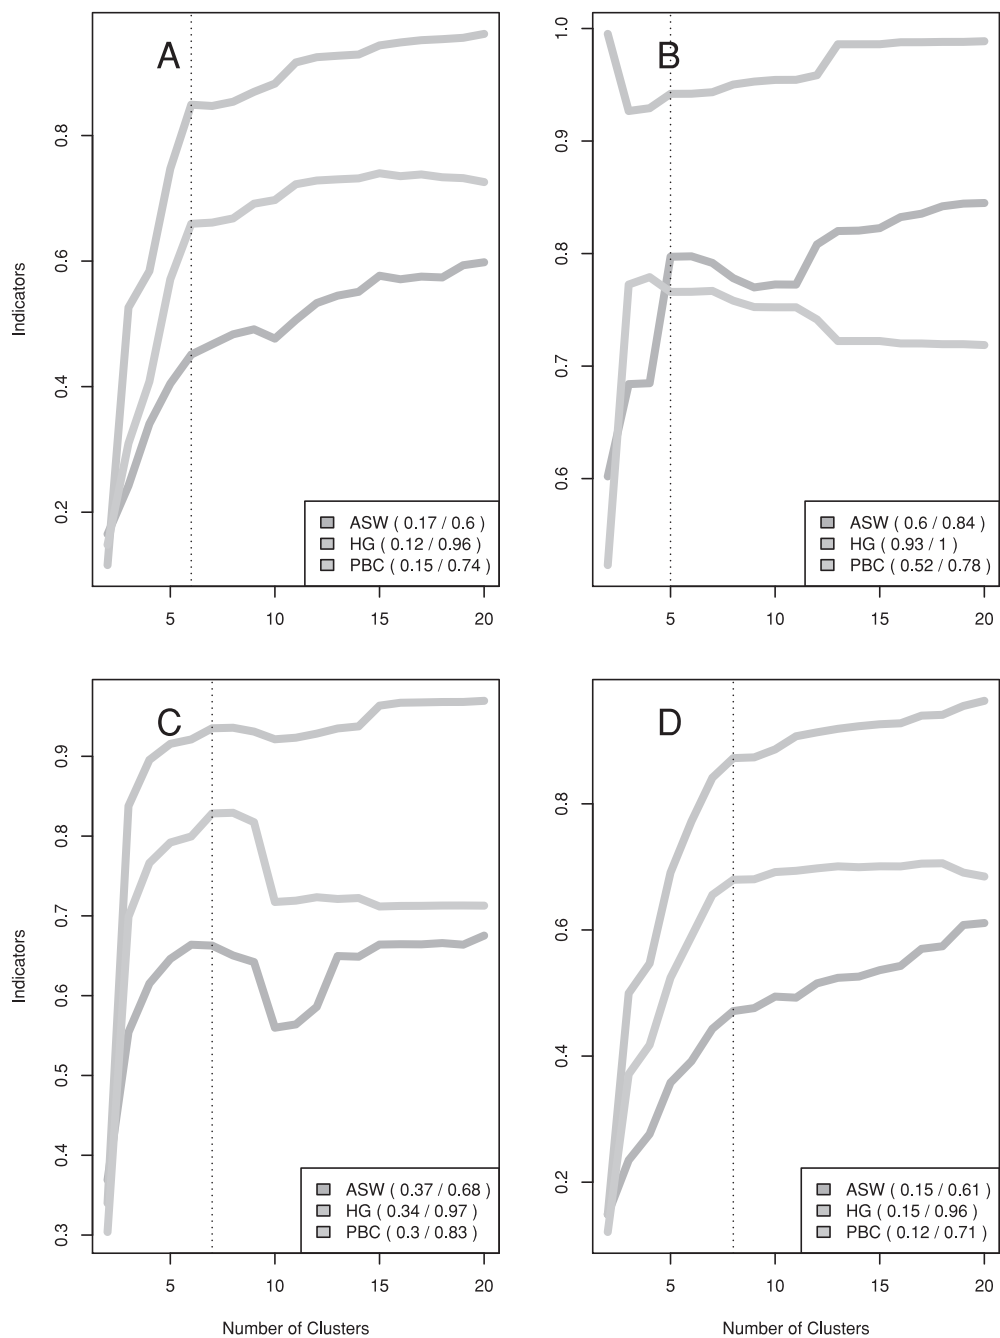 A
Indicators
0.2
0.4
0.6
0.8
ASW ( 0.17 / 0.6 )
HG ( 0.12 / 0.96 )
PBC ( 0.15 / 0.74 )
5
10
15
20
B
0.6
0.7
0.8
0.9
1.0
ASW ( 0.6 / 0.84 )
HG ( 0.93 / 1 )
PBC ( 0.52 / 0.78 )
5
10
15
20
C
Indicators
0.3
0.4
0.5
0.6
0.7
0.8
0.9
ASW ( 0.37 / 0.68 )
HG ( 0.34 / 0.97 )
PBC ( 0.3 / 0.83 )
5
10
15
20
Number of Clusters
D
0.2
0.4
0.6
0.8
ASW ( 0.15 / 0.61 )
HG ( 0.15 / 0.96 )
PBC ( 0.12 / 0.71 )
5
10
15
20
Number of Clusters